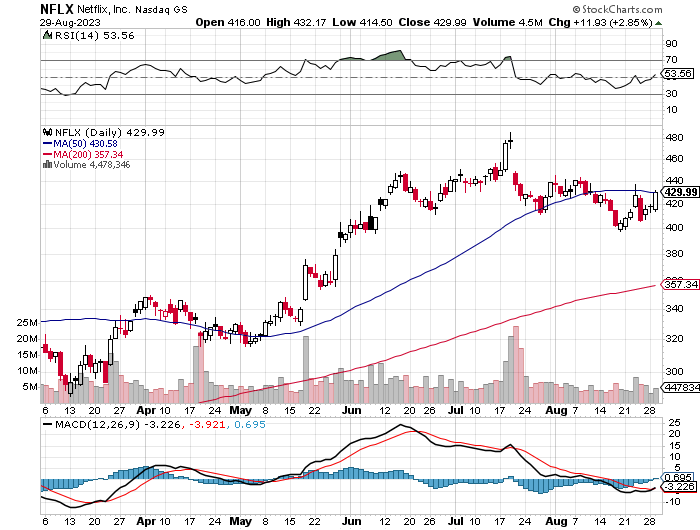 NFLX Netflix, Inc. Nasdaq GS © StockCharts.com
29-Aug-2023 Open 416.00 High 432.17 Low 414.50 Close 429.99 Volume 4.5M Chg +11.93 (+2.85%)
RSI(14) 53.56
90
70
53.56
50
30
10
NFLX (Daily) 429.99
MA(50) 430.58
MA(200) 357.34
Volume 4,478,346
480
460
440
429.99
420
400
380
360
357.34
340
320
300
25M
20M
15M
10M
5M
4478346
6 13 20 27 Apr 10 17 24 May 8 15 22 Jun 12 20 26 Jul 10 17 24 Aug 7 14 21 28
MACD(12,26,9) -3.226, -3.921, 0.695
25
20
15
10
5
0.695
-3.226
-10
6 13 20 27 Apr 10 17 24 May 8 15 22 Jun 12 20 26 Jul 10 17 24 Aug 7 14 21 28